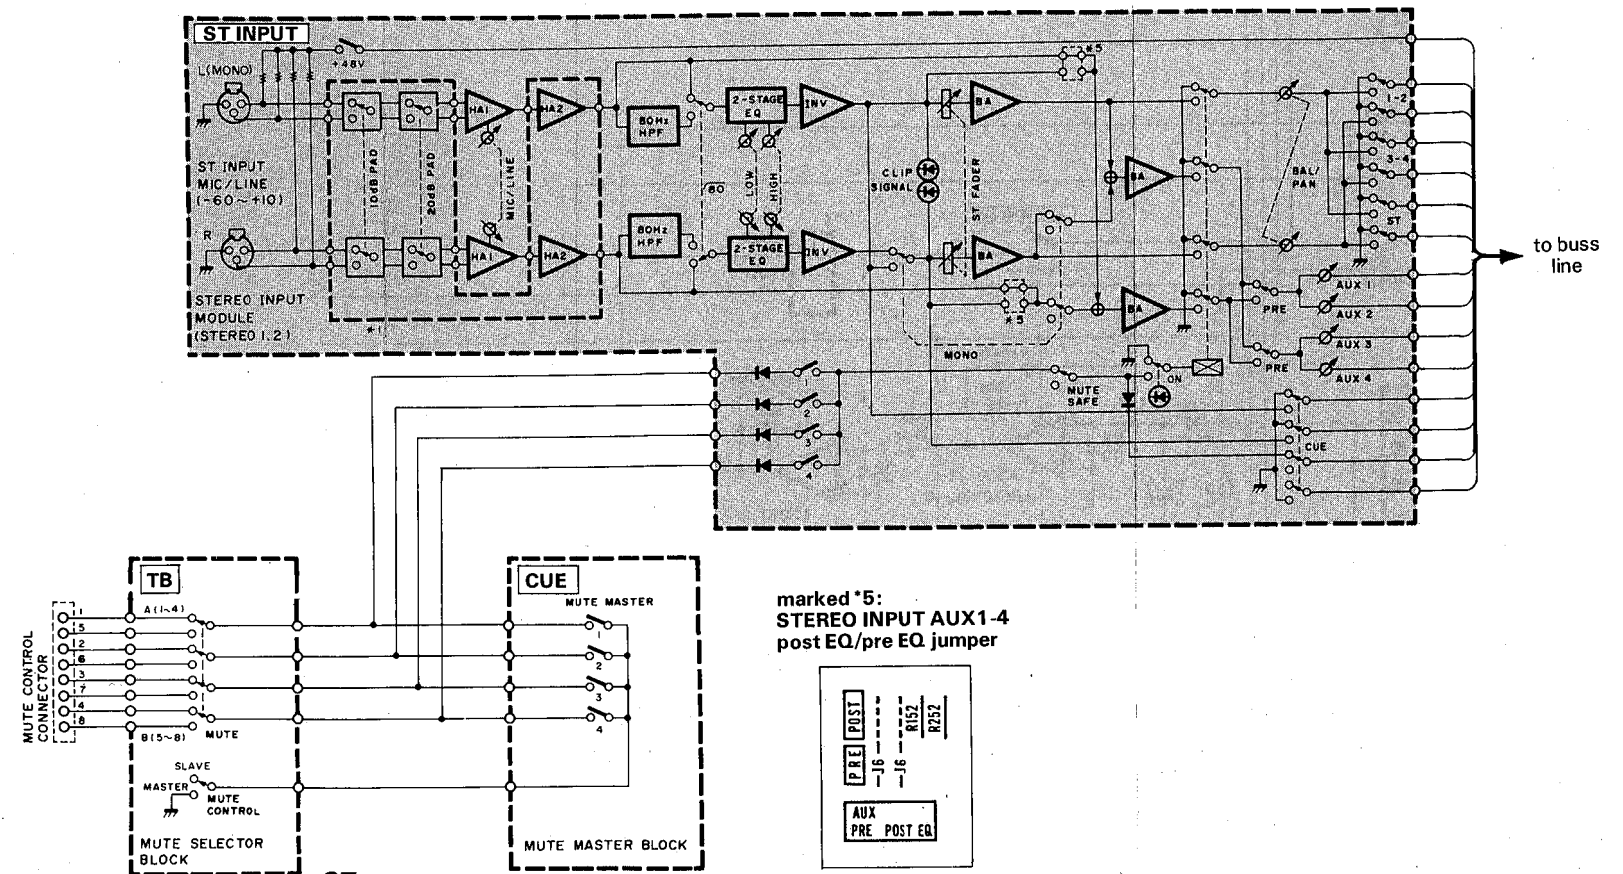 ST INPUT
+48V
L(MONO)
*5
HA1
HA2
80Hz
HPF
2-STAGE
EQ
INV
BA
1-2
3-4
ST
ST INPUT
MIC/LINE
(-60~+10)
10dB PAD
20dB PAD
MIC/LINE
80
LOW
HIGH
CLIP
SIGNAL
ST FADER
BA
BAL/
PAN
R
HA1
HA2
80Hz
HPF
2-STAGE
EQ
INV
BA
BA
to buss
line
STEREO INPUT
MODULE
(STEREO 1.2)
*1
*5
MONO
PRE
PRE
AUX 1
AUX 2
AUX 3
AUX 4
1
2
3
4
MUTE
SAFE
ON
CUE
TB
CUE
MUTE CONTROL
CONNECTOR
1
5
2
6
3
7
4
8
A(1~4)
B(5~8)
MUTE
SLAVE
MASTER
MUTE
CONTROL
MUTE SELECTOR
BLOCK
MUTE MASTER
1
2
3
4
MUTE MASTER BLOCK
marked *5:
STEREO INPUT AUX1-4
post EQ/pre EQ jumper
PRE POST
J6
J6
R152
R252
AUX
PRE POST EQ